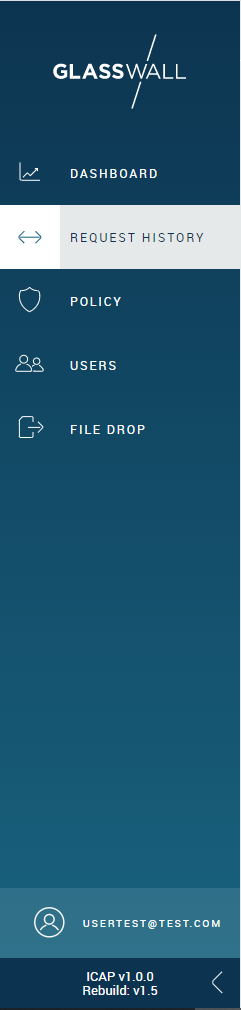 GLASSWALL
DASHBOARD
REQUEST HISTORY
POLICY
USERS
FILE DROP
USERTEST@TEST.COM
ICAP v1.0.0
Rebuild: v1.5